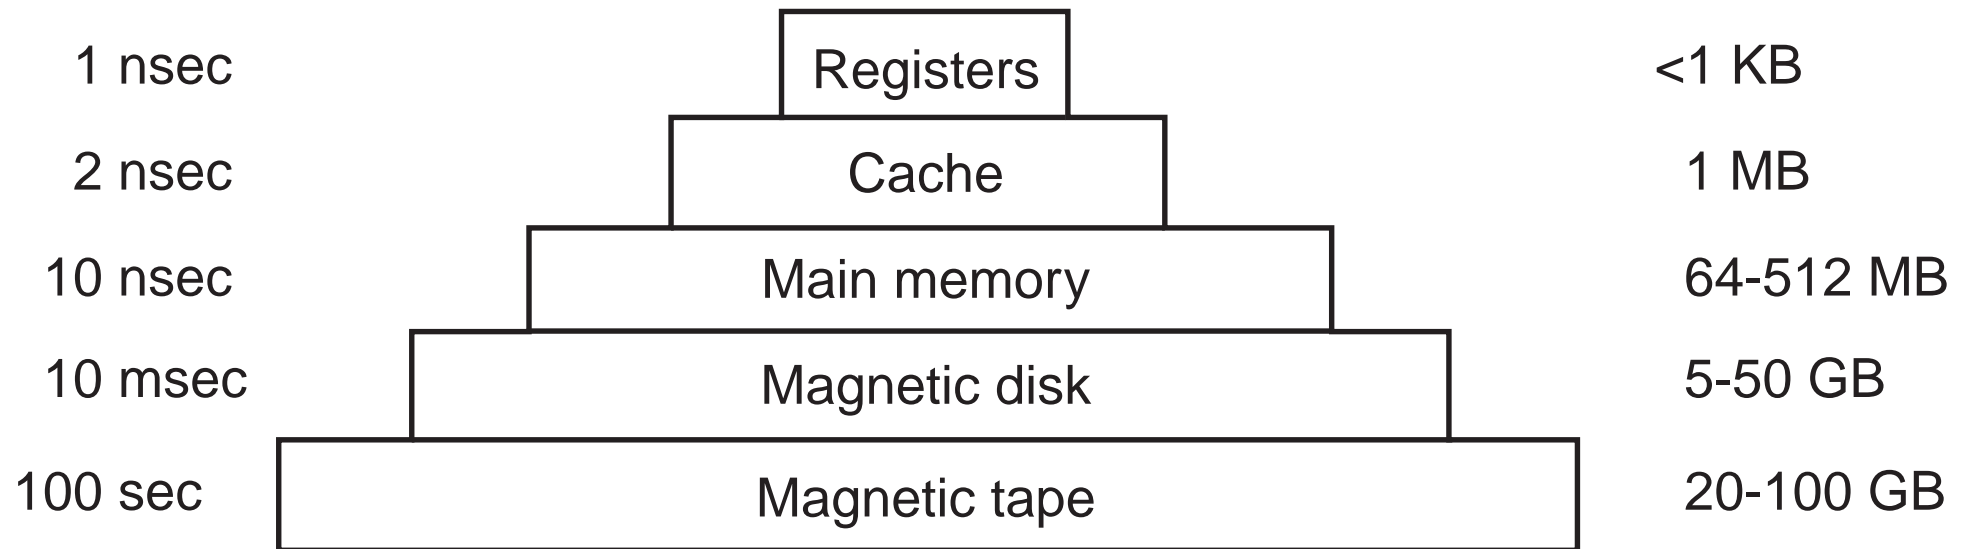 1 nsec Registers <1 KB
2 nsec Cache 1 MB
10 nsec Main memory 64-512 MB
10 msec Magnetic disk 5-50 GB
100 sec Magnetic tape 20-100 GB